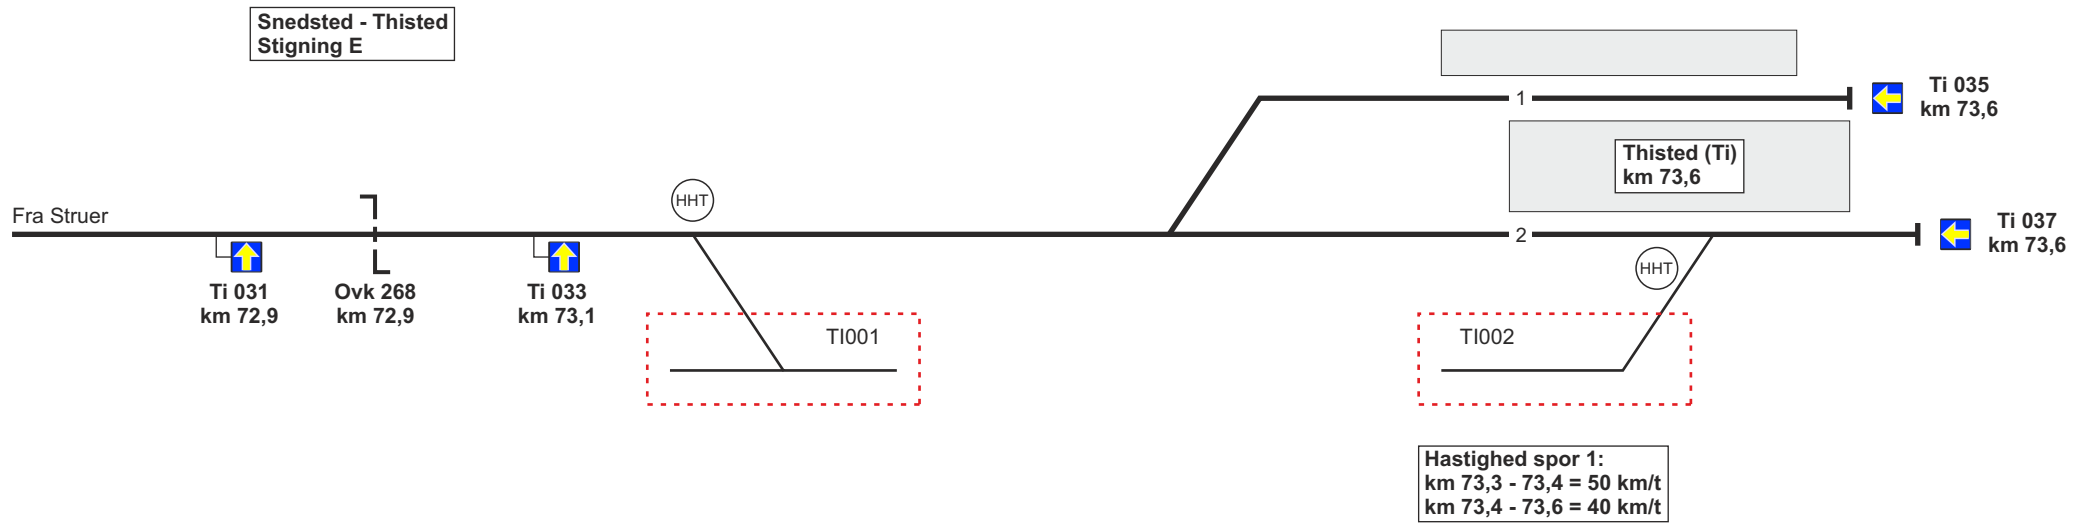 Snedsted - Thisted
Stigning E
Ti 035
km 73,6
1
Thisted (Ti)
km 73,6
HHT
Fra Struer
2
Ti 037
km 73,6
HHT
Ti 031
km 72,9
Ovk 268
km 72,9
Ti 033
km 73,1
TI001
TI002
Hastighed spor 1:
km 73,3 - 73,4 = 50 km/t
km 73,4 - 73,6 = 40 km/t